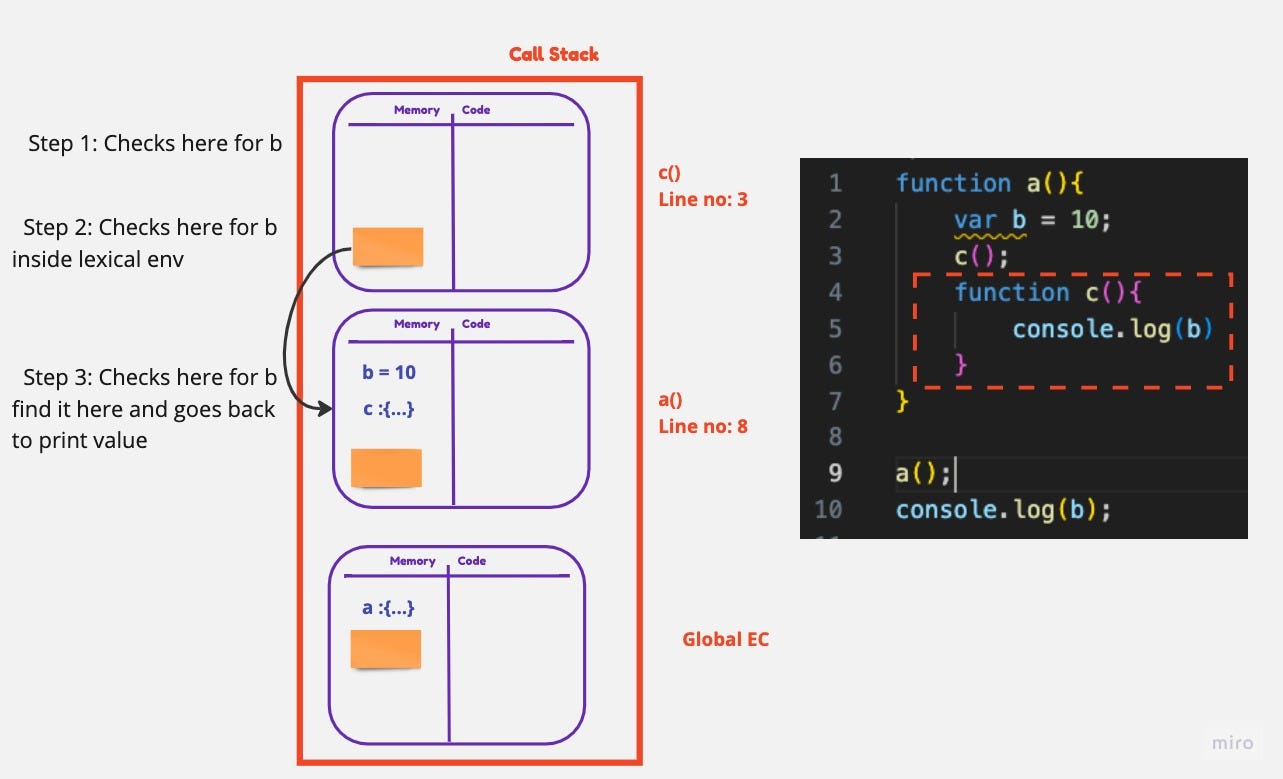 Call Stack
Memory Code
Step 1: Checks here for b
Step 2: Checks here for b
inside lexical env
c()
Line no: 3
Memory Code
b = 10
c :{...}
Step 3: Checks here for b
find it here and goes back
to print value
a()
Line no: 8
Memory Code
a :{...}
Global EC
1 function a(){
2 var b = 10;
3 c();
4 function c(){
5 console.log(b)
6 }
7 }
8
9 a();
10 console.log(b);
miro